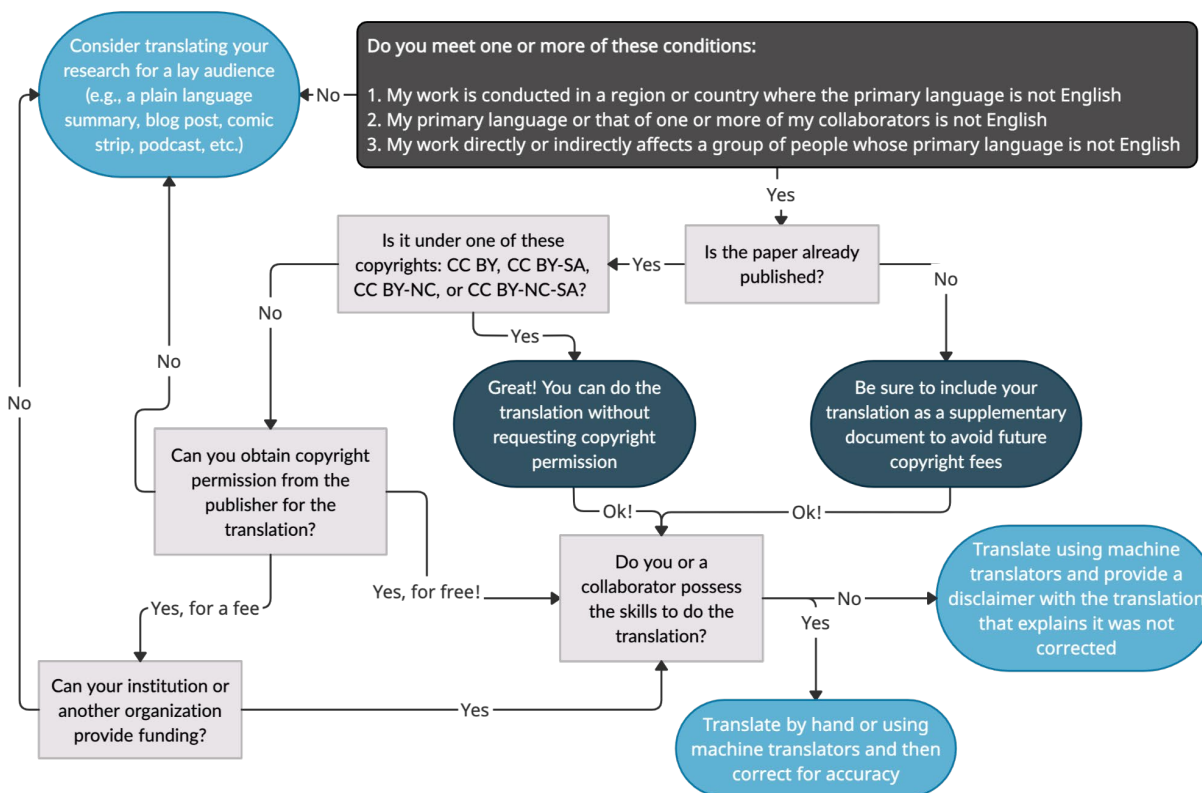 Consider translating your
research for a lay audience
(e.g., a plain language
summary, blog post, comic
strip, podcast, etc.)
No
Do you meet one or more of these conditions:
1. My work is conducted in a region or country where the primary language is not English
2. My primary language or that of one or more of my collaborators is not English
3. My work directly or indirectly affects a group of people whose primary language is not English
Yes
Is the paper already
published?
Yes
No
Is it under one of these
copyrights: CC BY, CC BY-SA,
CC BY-NC, or CC BY-NC-SA?
No
Yes
Great! You can do the
translation without
requesting copyright
permission
Be sure to include your
translation as a supplementary
document to avoid future
copyright fees
Ok!
Ok!
No
No
Can you obtain copyright
permission from the
publisher for the
translation?
Yes, for a fee
Yes, for free!
Do you or a
collaborator possess
the skills to do the
translation?
No
Yes
Translate using machine
translators and provide a
disclaimer with the translation
that explains it was not
corrected
Can your institution or
another organization
provide funding?
Yes
Translate by hand or using
machine translators and then
correct for accuracy